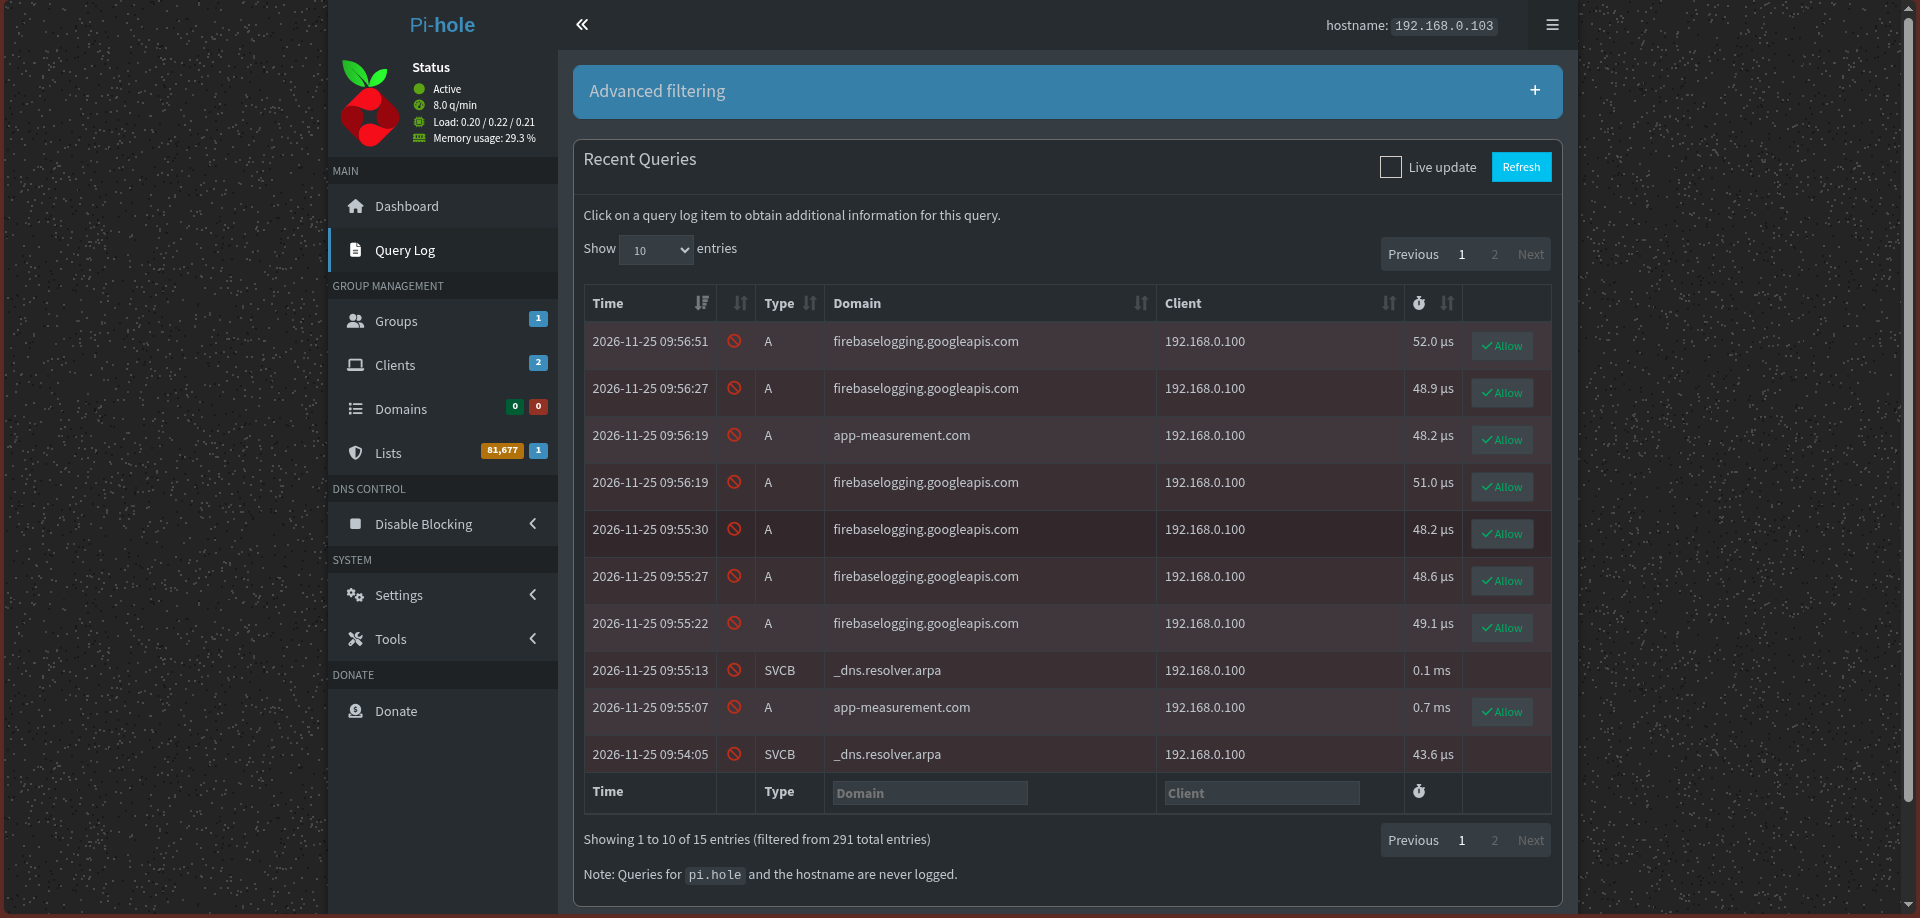 Pi-hole
hostname: 192.168.0.103
Status
Active
8.0 q/min
Load: 0.20 / 0.22 / 0.21
Memory usage: 29.3 %
MAIN
Dashboard
Query Log
GROUP MANAGEMENT
Groups 1
Clients 2
Domains 0 0
Lists 81,677 1
DNS CONTROL
Disable Blocking
SYSTEM
Settings
Tools
DONATE
Donate
Advanced filtering
Recent Queries
Live update Refresh
Click on a query log item to obtain additional information for this query.
Show 10 entries
Previous 1 2 Next
Time Type Domain Client
2026-11-25 09:56:51 A firebaselogging.googleapis.com 192.168.0.100 52.0 µs Allow
2026-11-25 09:56:27 A firebaselogging.googleapis.com 192.168.0.100 48.9 µs Allow
2026-11-25 09:56:19 A app-measurement.com 192.168.0.100 48.2 µs Allow
2026-11-25 09:56:19 A firebaselogging.googleapis.com 192.168.0.100 51.0 µs Allow
2026-11-25 09:55:30 A firebaselogging.googleapis.com 192.168.0.100 48.2 µs Allow
2026-11-25 09:55:27 A firebaselogging.googleapis.com 192.168.0.100 48.6 µs Allow
2026-11-25 09:55:22 A firebaselogging.googleapis.com 192.168.0.100 49.1 µs Allow
2026-11-25 09:55:13 SVCB _dns.resolver.arpa 192.168.0.100 0.1 ms
2026-11-25 09:55:07 A app-measurement.com 192.168.0.100 0.7 ms Allow
2026-11-25 09:54:05 SVCB _dns.resolver.arpa 192.168.0.100 43.6 µs
Time Type Domain Client
Showing 1 to 10 of 15 entries (filtered from 291 total entries)
Previous 1 2 Next
Note: Queries for pi.hole and the hostname are never logged.